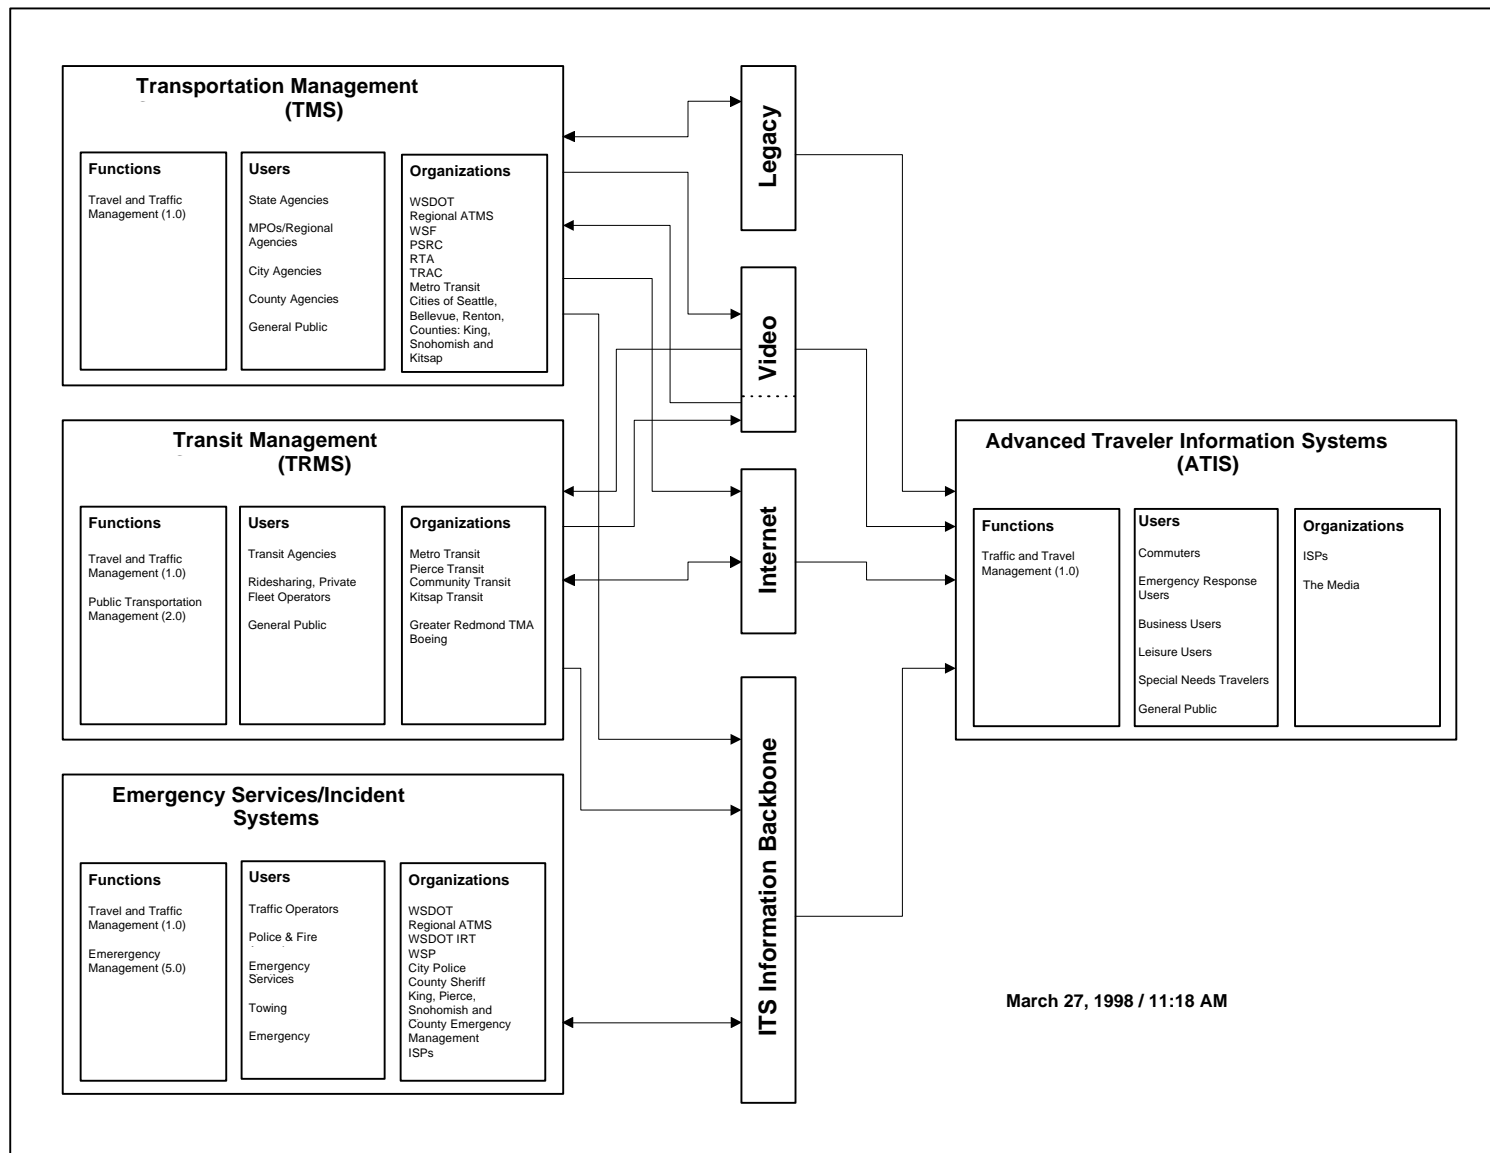 Transportation Management
(TMS)
Functions
Travel and Traffic
Management (1.0)
Users
State Agencies
MPOs/Regional
Agencies
City Agencies
County Agencies
General Public
Organizations
WSDOT
Regional ATMS
WSF
PSRC
RTA
TRAC
Metro Transit
Cities of Seattle,
Bellevue, Renton,
Counties: King,
Snohomish and
Kitsap
Transit Management
(TRMS)
Functions
Travel and Traffic
Management (1.0)
Public Transportation
Management (2.0)
Users
Transit Agencies
Ridesharing, Private
Fleet Operators
General Public
Organizations
Metro Transit
Pierce Transit
Community Transit
Kitsap Transit
Greater Redmond TMA
Boeing
Emergency Services/Incident
Systems
Functions
Travel and Traffic
Management (1.0)
Emerergency
Management (5.0)
Users
Traffic Operators
Police & Fire
Emergency
Services
Towing
Emergency
Organizations
WSDOT
Regional ATMS
WSDOT IRT
WSP
City Police
County Sheriff
King, Pierce,
Snohomish and
County Emergency
Management
ISPs
Legacy
Video
Internet
ITS Information Backbone
Advanced Traveler Information Systems
(ATIS)
Functions
Traffic and Travel
Management (1.0)
Users
Commuters
Emergency Response
Users
Business Users
Leisure Users
Special Needs Travelers
General Public
Organizations
ISPs
The Media
March 27, 1998 / 11:18 AM